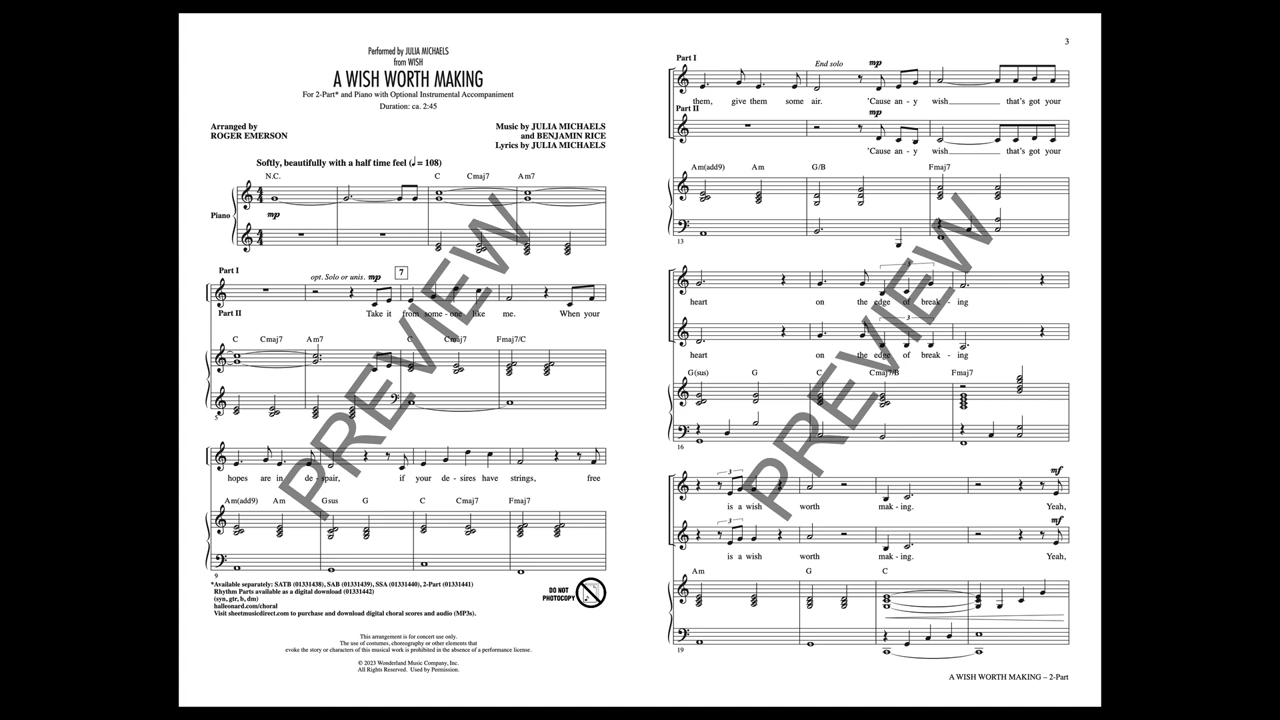 Performed by JULIA MICHAELS
from WISH
A WISH WORTH MAKING
For 2-Part* and Piano with Optional Instrumental Accompaniment
Duration: ca. 2:45
Arranged by
ROGER EMERSON
Music by JULIA MICHAELS
and BENJAMIN RICE
Lyrics by JULIA MICHAELS
Softly, beautifully with a half time feel (♩ = 108)
N.C. C Cmaj7 Am7
Piano
mp
Part I
opt. Solo or unis. mp 7
Part II
Take it from some - one like me. When your
C Cmaj7 Am7 C Cmaj7 Fmaj7/C
5
hopes are in de - spair, if your de - sires have strings, free
Am(add9) Am Gsus G C Cmaj7 Fmaj7
9
*Available separately: SATB (01331438), SAB (01331439), SSA (01331440), 2-Part (01331441)
Rhythm Parts available as a digital download (01331442)
(syn, gtr, b, dm)
halleonard.com/choral
Visit sheetmusicdirect.com to purchase and download digital choral scores and audio (MP3s).
DO NOT
PHOTOCOPY
This arrangement is for concert use only.
The use of costumes, choreography or other elements that
evoke the story or characters of this musical work is prohibited in the absence of a performance license.
© 2023 Wonderland Music Company, Inc.
All Rights Reserved. Used by Permission.
PREVIEW
3
Part I
End solo mp
them, give them some air. 'Cause an - y wish that's got your
Part II
mp
'Cause an - y wish that's got your
Am(add9) Am G/B Fmaj7
13
3
heart on the edge of break - ing
3
heart on the edge of break - ing
G(sus) G C Cmaj7/B Fmaj7
16
3 mf
is a wish worth mak - ing. Yeah,
3 mf
is a wish worth mak - ing. Yeah,
Am G C
19
A WISH WORTH MAKING – 2-Part
PREVIEW